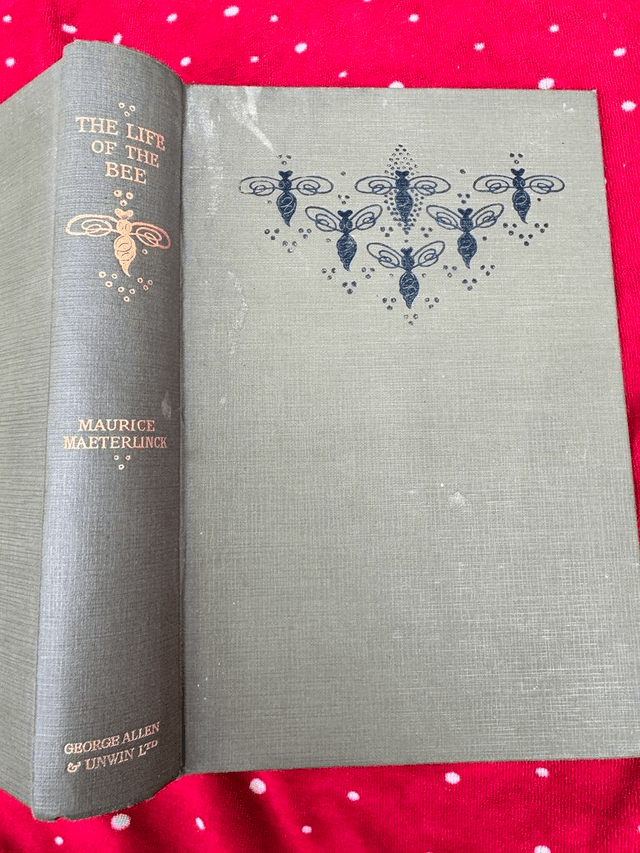 THE LIFE
OF THE
BEE
MAURICE
MAETERLINCK
GEORGE ALLEN
& UNWIN LTD